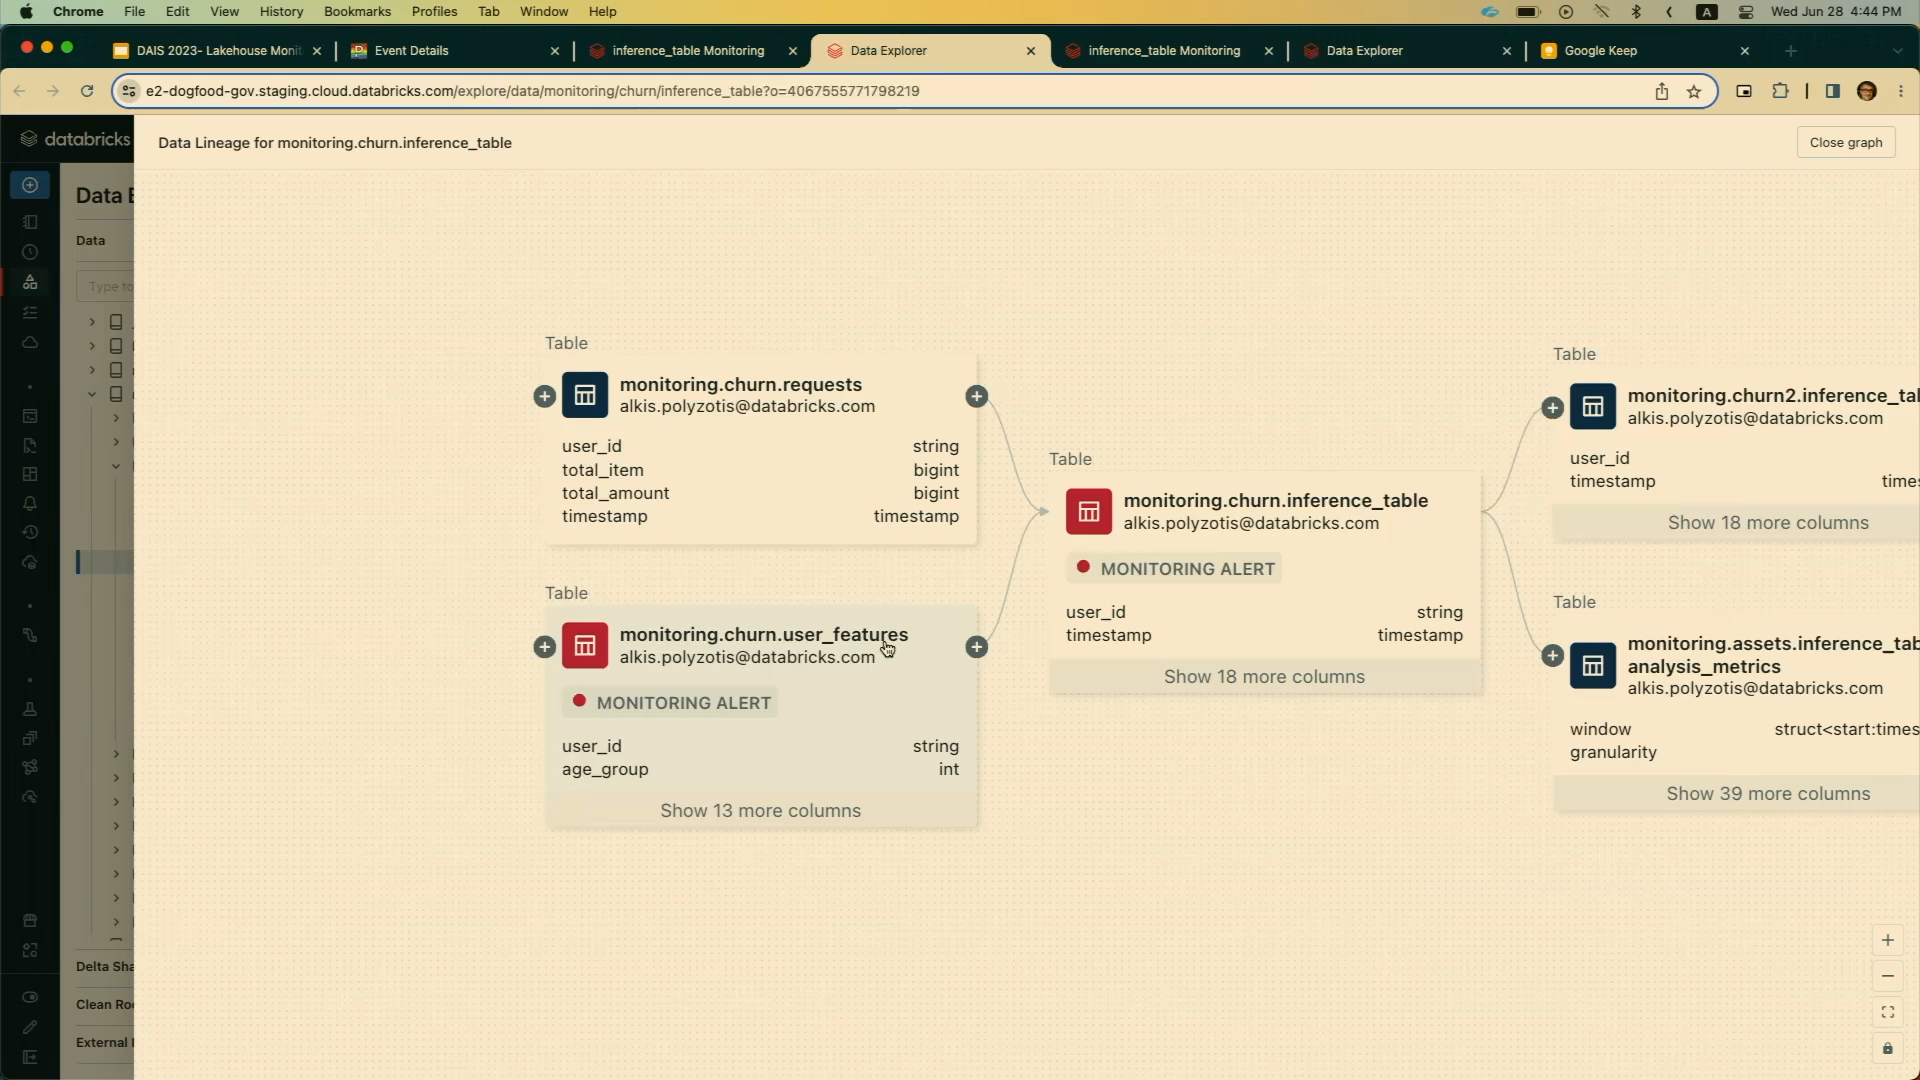 Chrome File Edit View History Bookmarks Profiles Tab Window Help
A Wed Jun 28 4:44 PM
DAIS 2023- Lakehouse Monit
Event Details
inference_table Monitoring
Data Explorer
inference_table Monitoring
Data Explorer
Google Keep
e2-dogfood-gov.staging.cloud.databricks.com/explore/data/monitoring/churn/inference_table?o=4067555771798219
databricks
Data Lineage for monitoring.churn.inference_table
Close graph
Data E
Data
Type to
Delta Sha
Clean Roo
External
Table
monitoring.churn.requests
alkis.polyzotis@databricks.com
user_id string
total_item bigint
total_amount bigint
timestamp timestamp
Table
monitoring.churn.user_features
alkis.polyzotis@databricks.com
MONITORING ALERT
user_id string
age_group int
Show 13 more columns
Table
monitoring.churn.inference_table
alkis.polyzotis@databricks.com
MONITORING ALERT
user_id string
timestamp timestamp
Show 18 more columns
Table
monitoring.churn2.inference_tal
alkis.polyzotis@databricks.com
user_id
timestamp times
Show 18 more columns
Table
monitoring.assets.inference_tab
analysis_metrics
alkis.polyzotis@databricks.com
window struct<start:times
granularity
Show 39 more columns